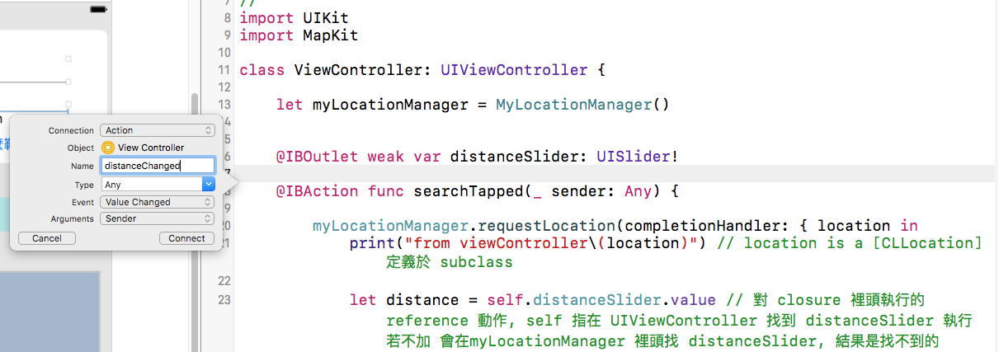 7 //
8 import UIKit
9 import MapKit
10
11 class ViewController: UIViewController {
12
13 let myLocationManager = MyLocationManager()
4
5
6 @IBOutlet weak var distanceSlider: UISlider!
7
8 @IBAction func searchTapped(_ sender: Any) {
9
20 myLocationManager.requestLocation(completionHandler: { location in
21 print("from viewController\(location)") // location is a [CLLocation]
定義於 subclass
22
23 let distance = self.distanceSlider.value // 對 closure 裡頭執行的
reference 動作, self 指在 UIViewController 找到 distanceSlider 執行
若不加 會在myLocationManager 裡頭找 distanceSlider, 結果是找不到的
Connection Action
Object View Controller
Name distanceChanged
Type Any
Event Value Changed
Arguments Sender
Cancel Connect